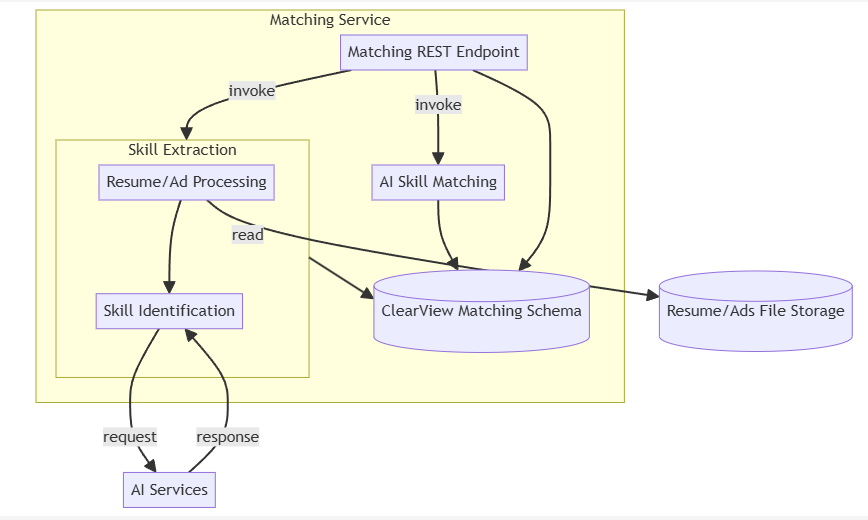 Matching Service
Matching REST Endpoint
invoke
invoke
Skill Extraction
Resume/Ad Processing
AI Skill Matching
read
Skill Identification
ClearView Matching Schema
Resume/Ads File Storage
request
response
AI Services